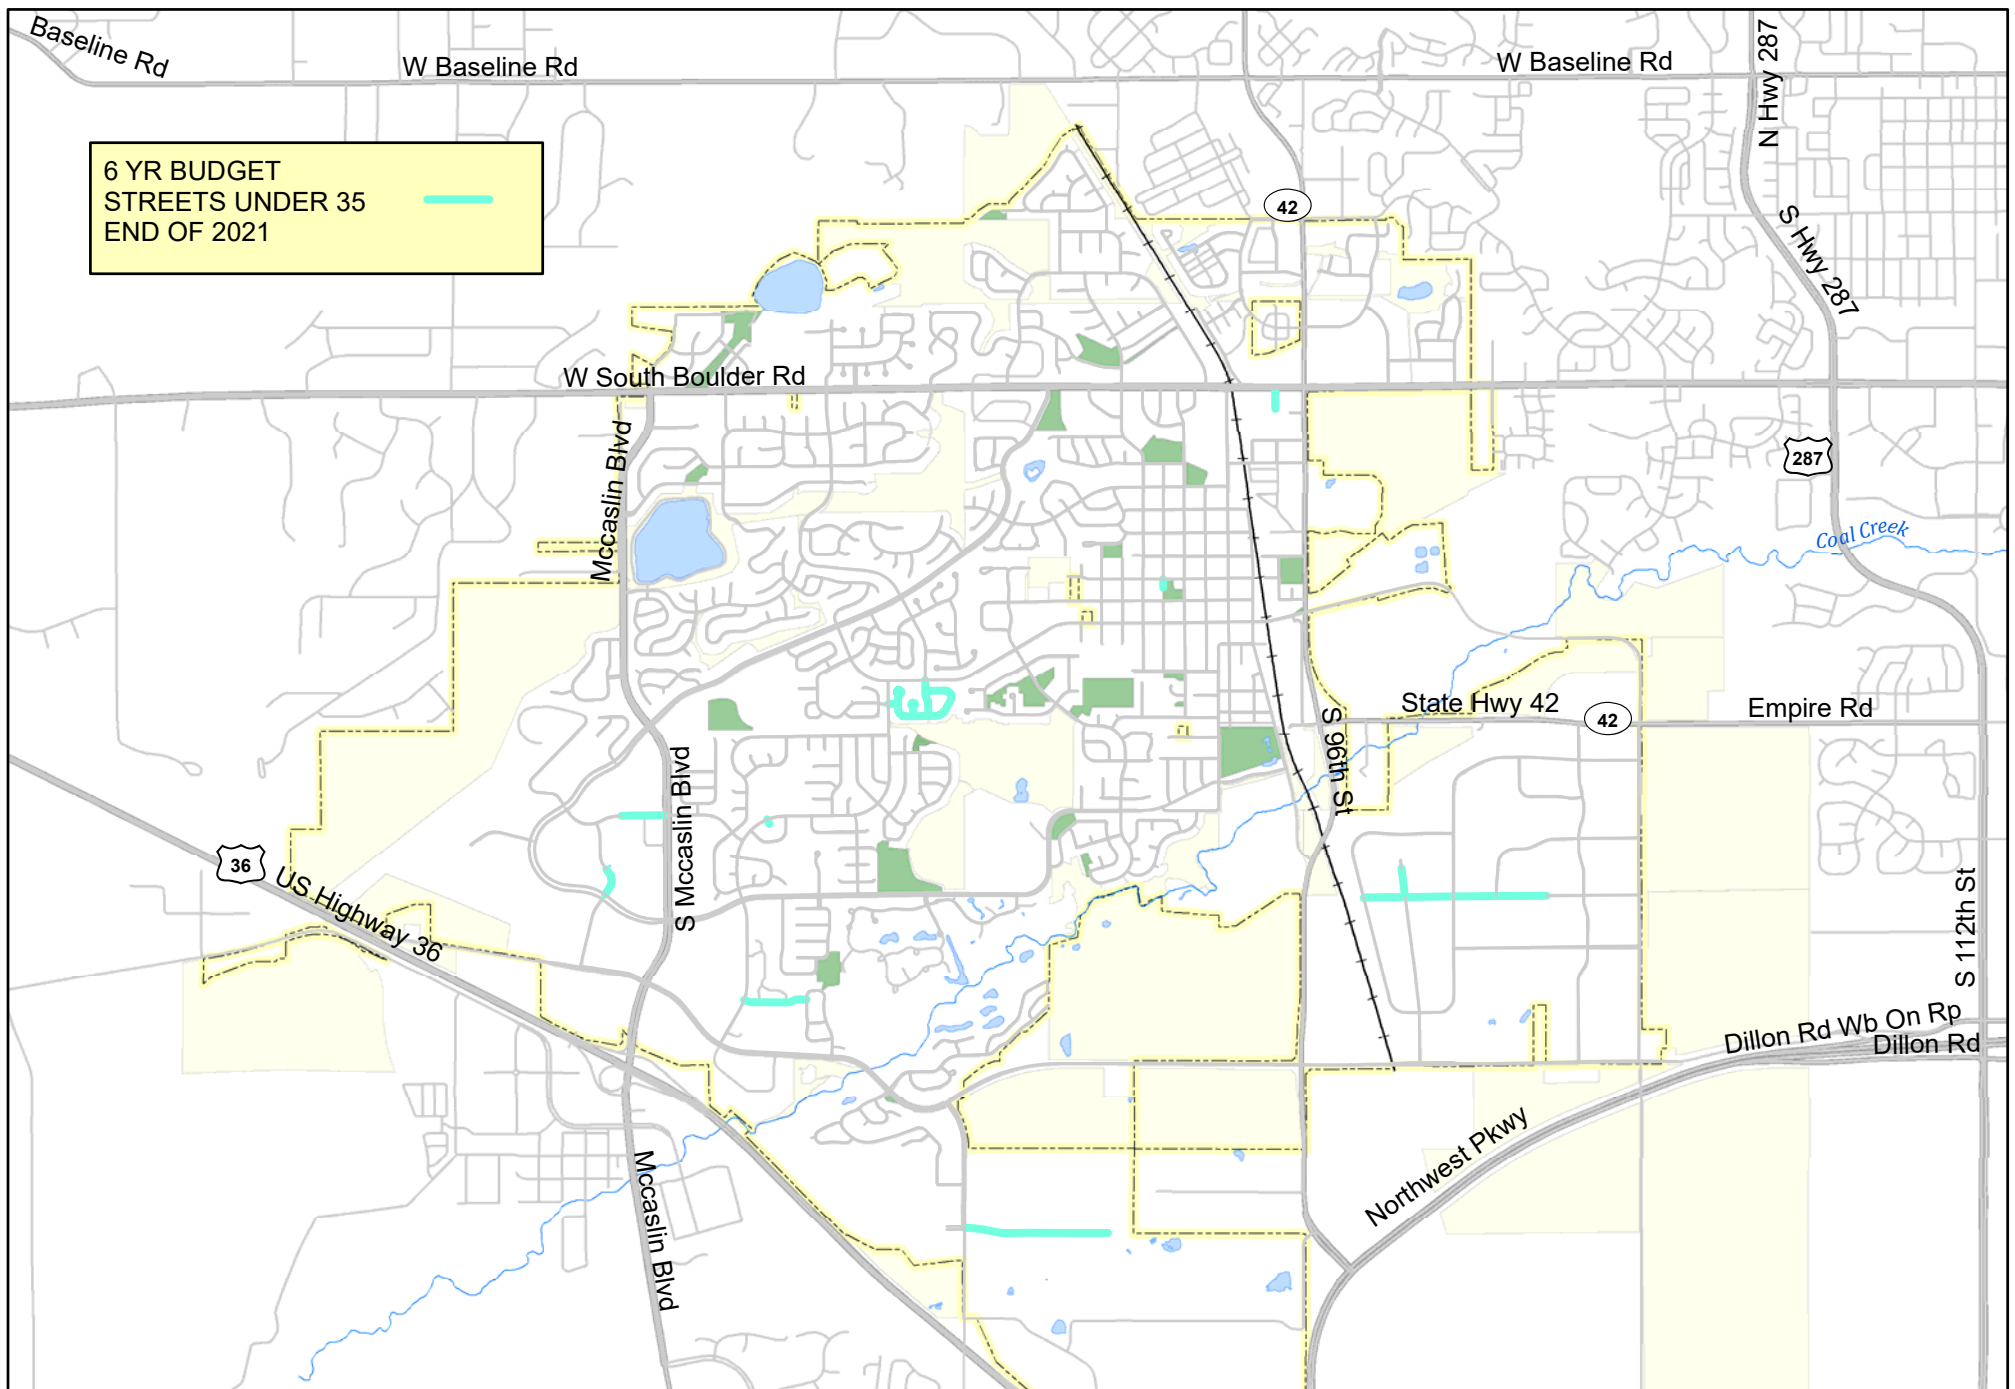 Baseline Rd
W Baseline Rd
W Baseline Rd
N Hwy 287
6 YR BUDGET
STREETS UNDER 35
END OF 2021
42
S Hwy 287
W South Boulder Rd
Mccaslin Blvd
287
Coal Creek
State Hwy 42
42
Empire Rd
S 96th St
S Mccaslin Blvd
36
US Highway 36
S 112th St
Dillon Rd Wb On Rp
Dillon Rd
Northwest Pkwy
Mccaslin Blvd